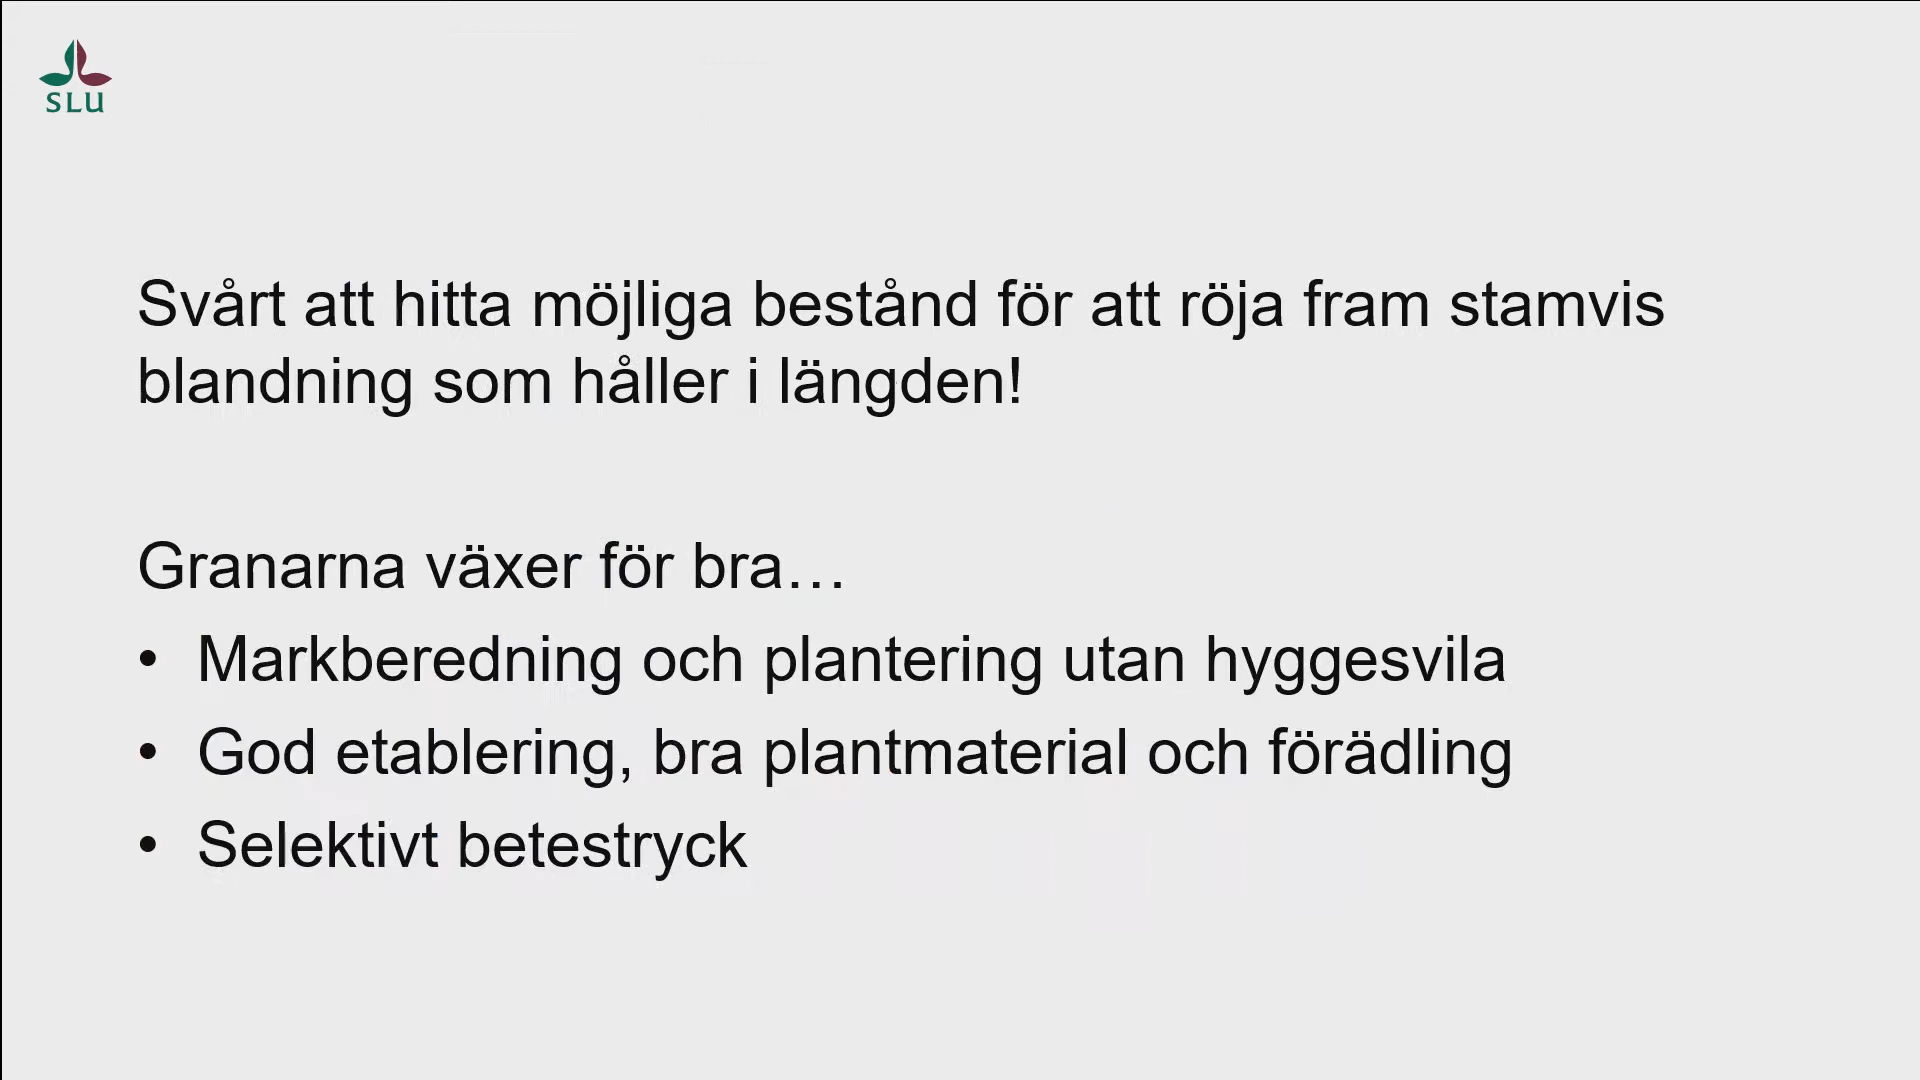 SLU
Svårt att hitta möjliga bestånd för att röja fram stamvis
blandning som håller i längden!
Granarna växer för bra…
• Markberedning och plantering utan hyggesvila
• God etablering, bra plantmaterial och förädling
• Selektivt betestryck